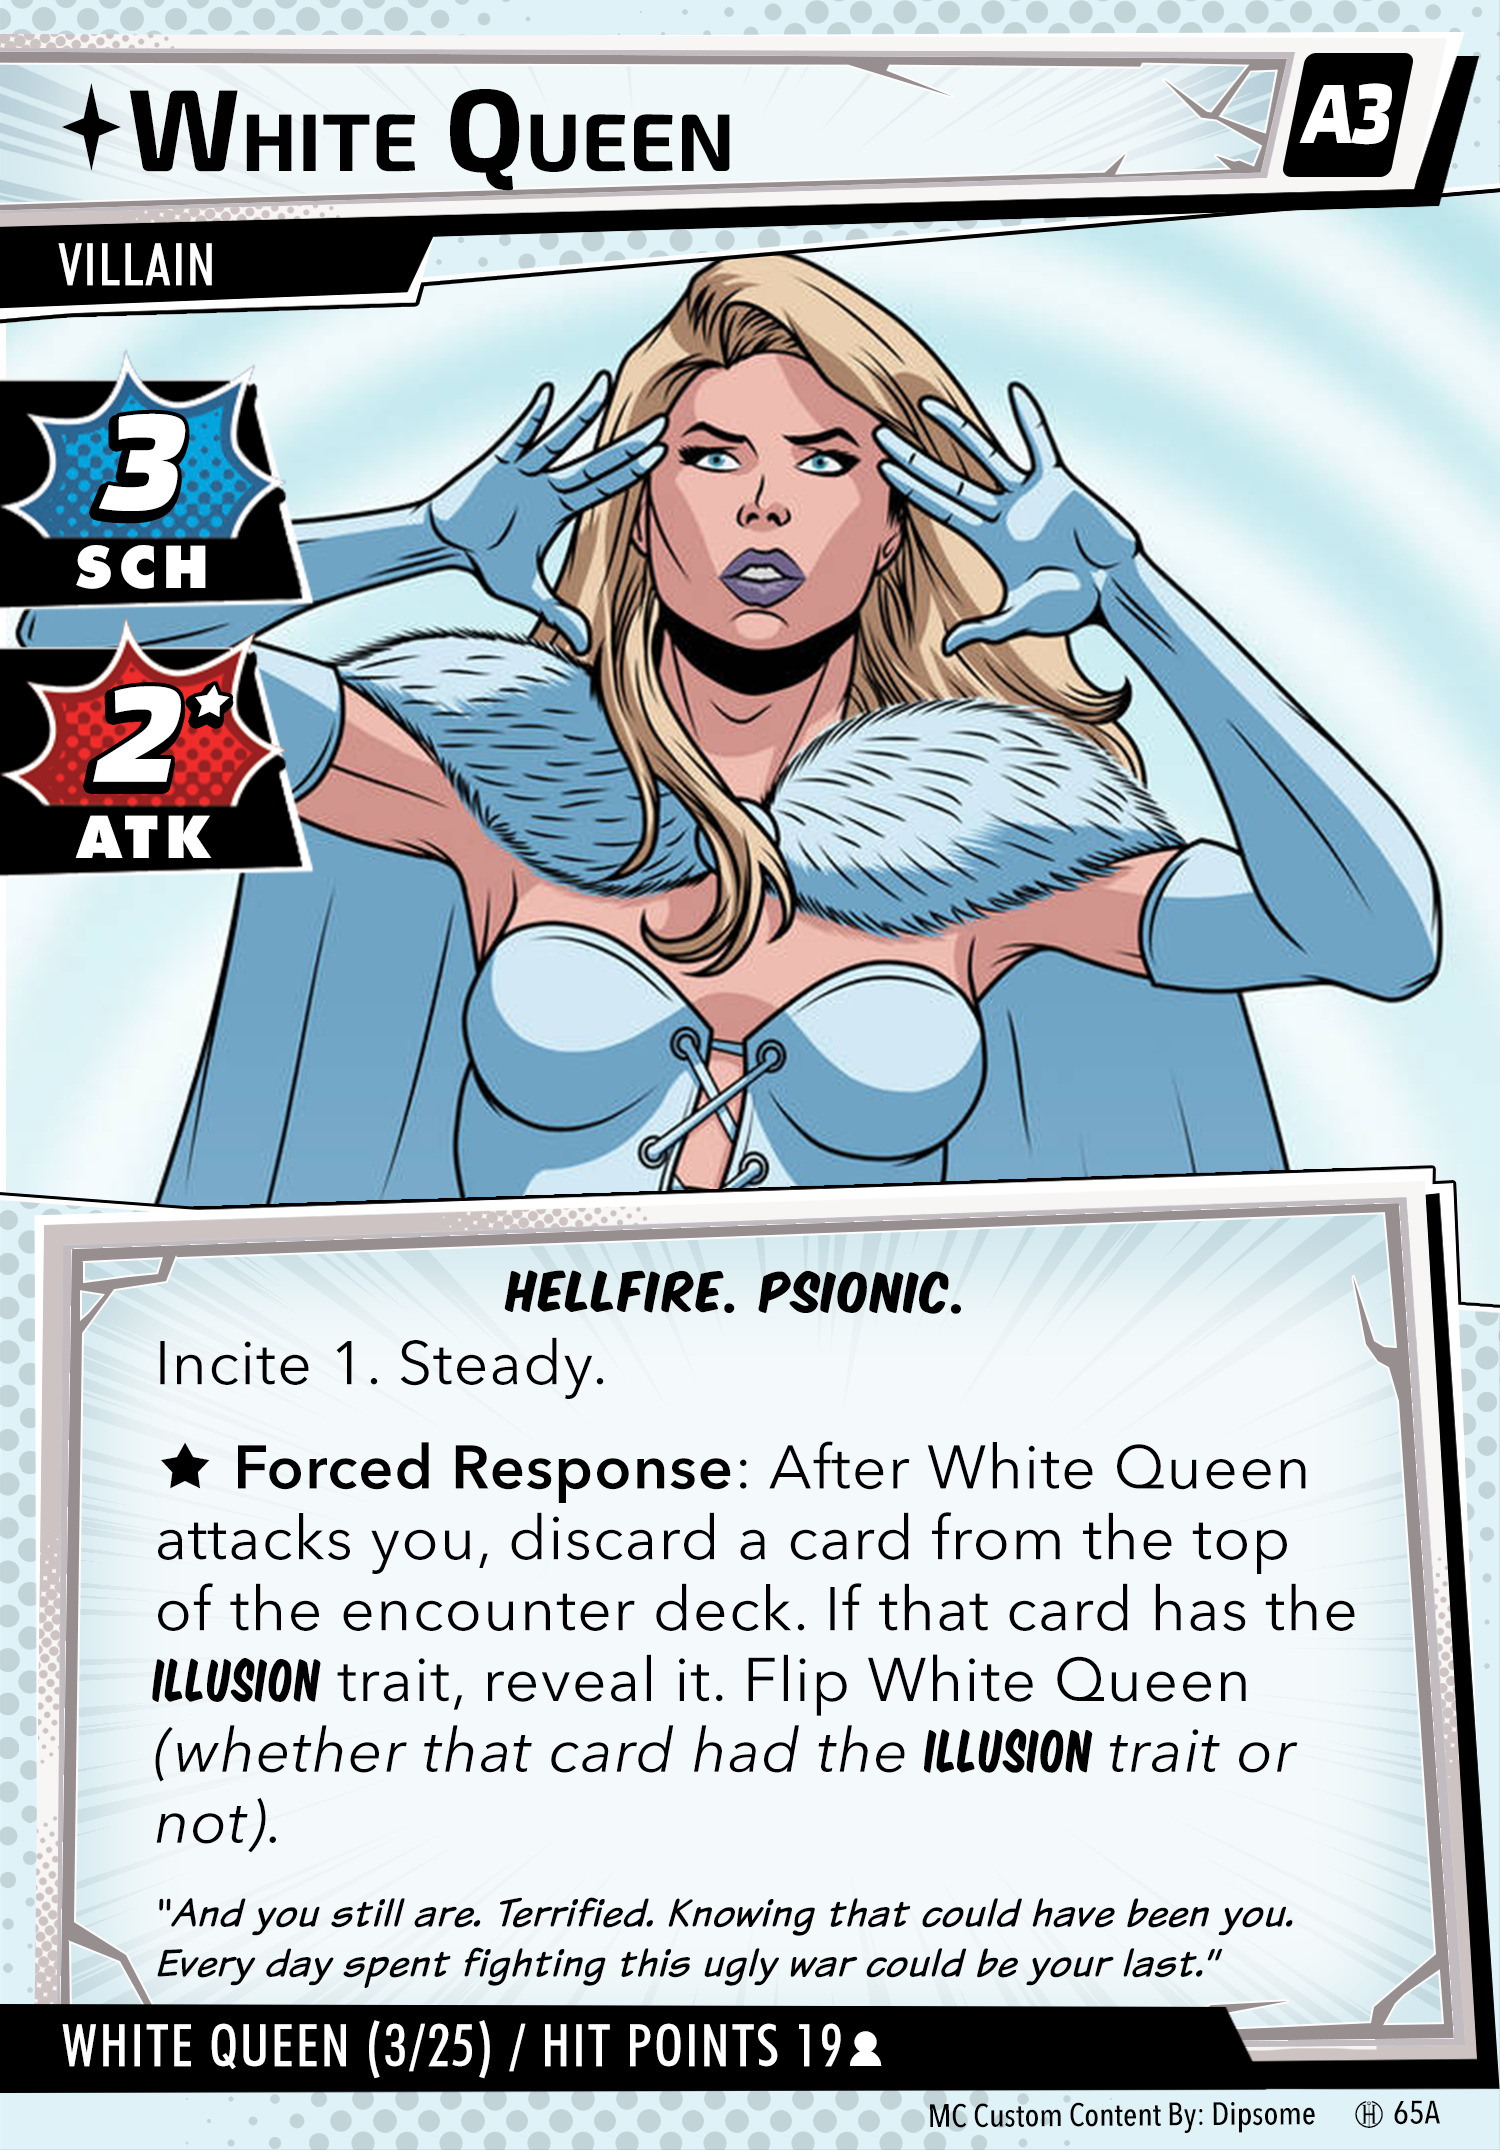 WHITE QUEEN
A3
VILLAIN
3
SCH
2
ATK
HELLFIRE. PSIONIC.
Incite 1. Steady.
★ Forced Response: After White Queen
attacks you, discard a card from the top
of the encounter deck. If that card has the
ILLUSION trait, reveal it. Flip White Queen
(whether that card had the ILLUSION trait or
not).
"And you still are. Terrified. Knowing that could have been you.
Every day spent fighting this ugly war could be your last."
WHITE QUEEN (3/25) / HIT POINTS 19
MC Custom Content By: Dipsome H 65A